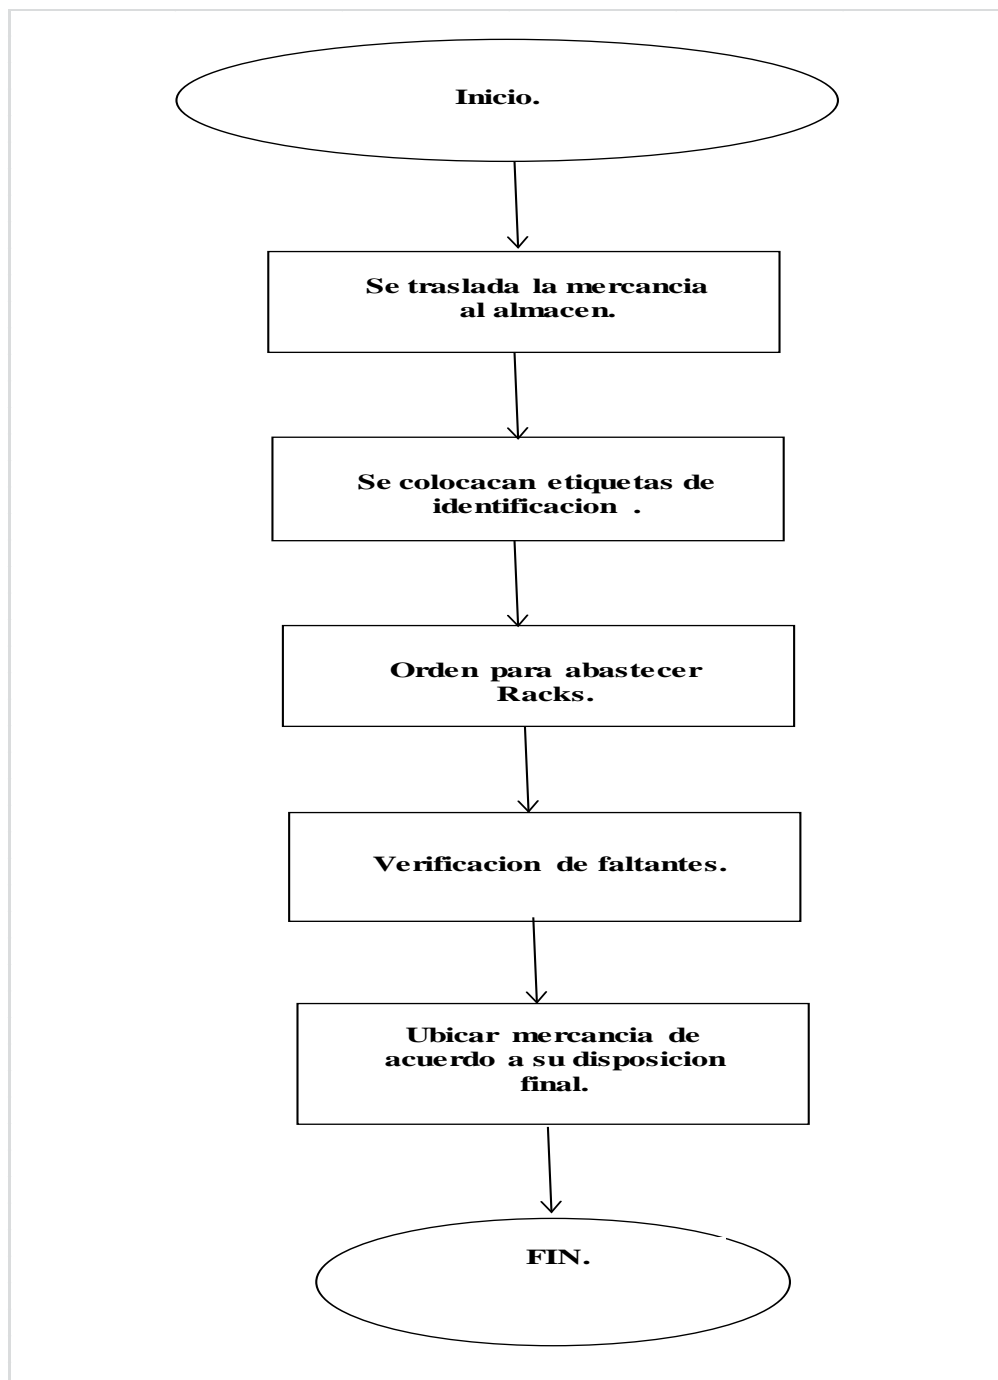 Inicio.
Se traslada la mercancia
al almacen.
Se colocacan etiquetas de
identificacion .
Orden para abastecer
Racks.
Verificacion de faltantes.
Ubicar mercancia de
acuerdo a su disposicion
final.
FIN.